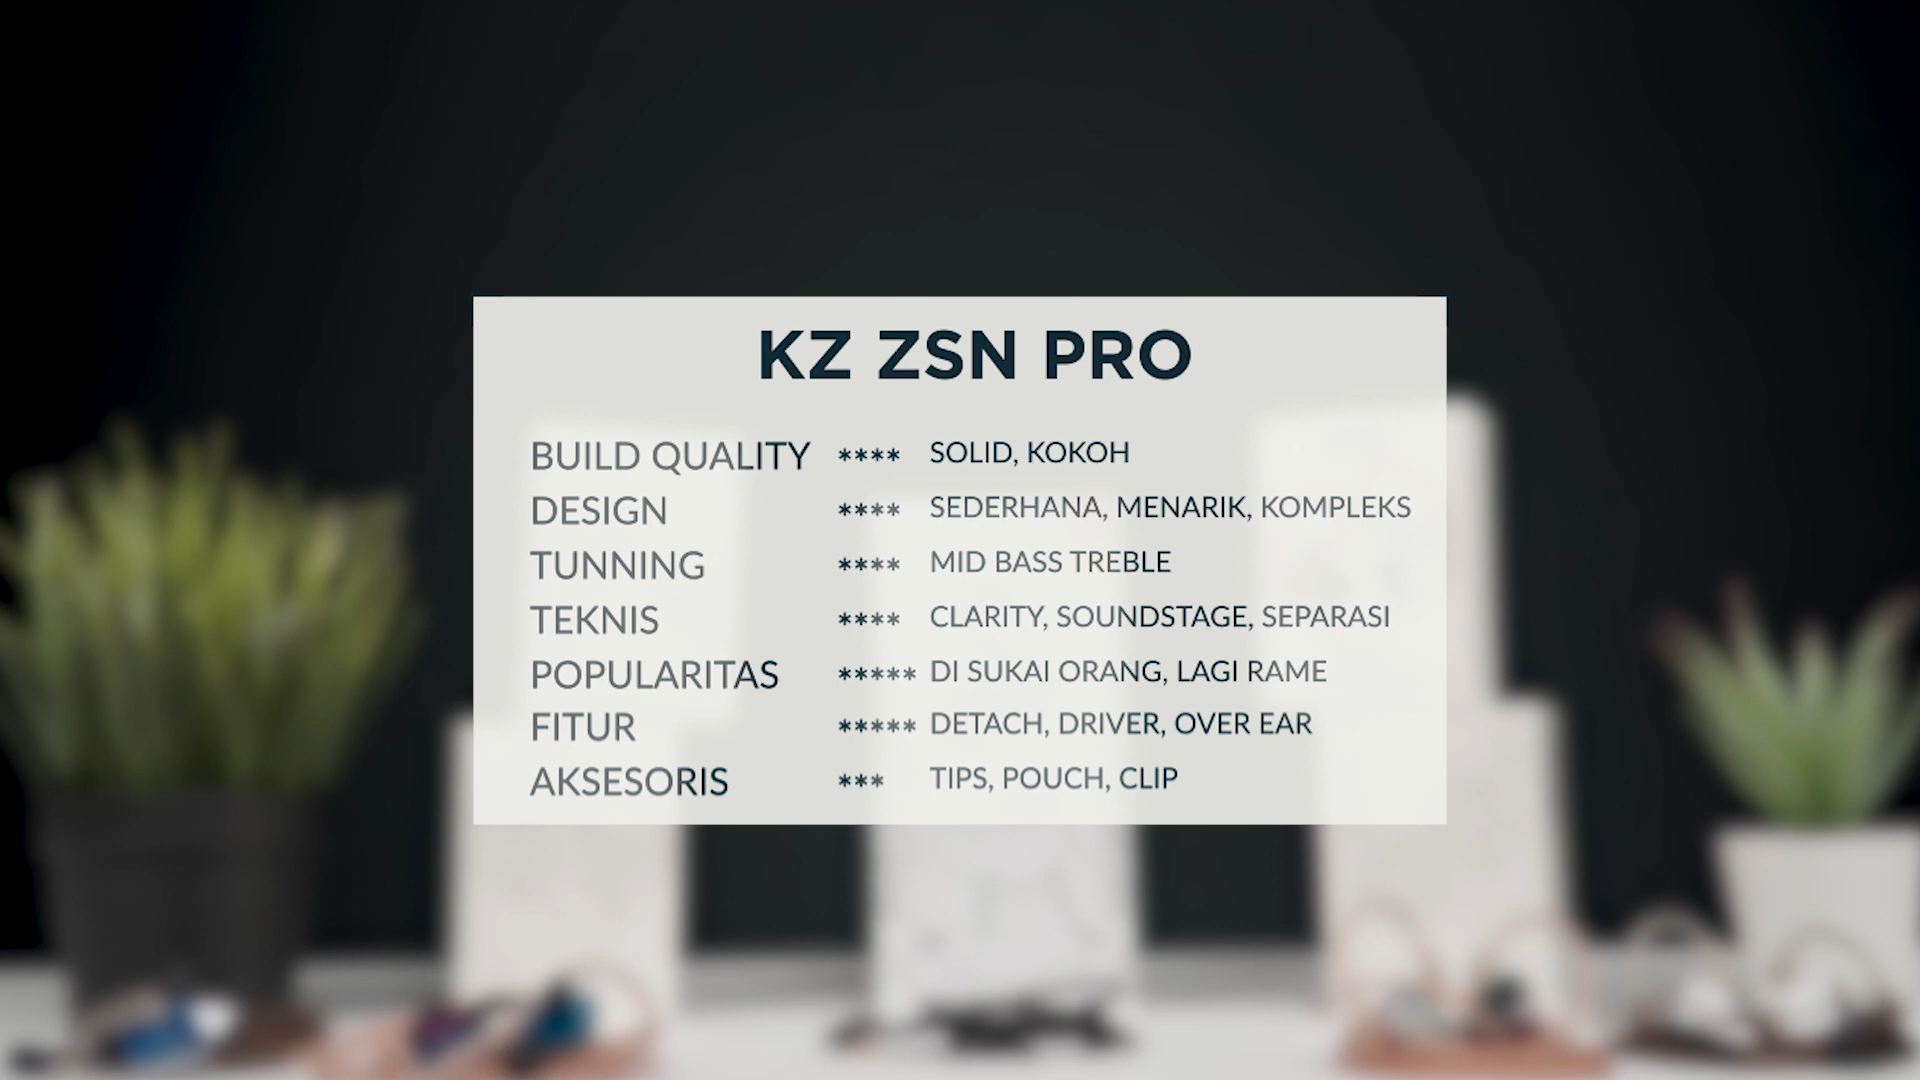 KZ ZSN PRO
BUILD QUALITY **** SOLID, KOKOH
DESIGN **** SEDERHANA, MENARIK, KOMPLEKS
TUNNING **** MID BASS TREBLE
TEKNIS **** CLARITY, SOUNDSTAGE, SEPARASI
POPULARITAS ***** DI SUKAI ORANG, LAGI RAME
FITUR ***** DETACH, DRIVER, OVER EAR
AKSESORIS *** TIPS, POUCH, CLIP